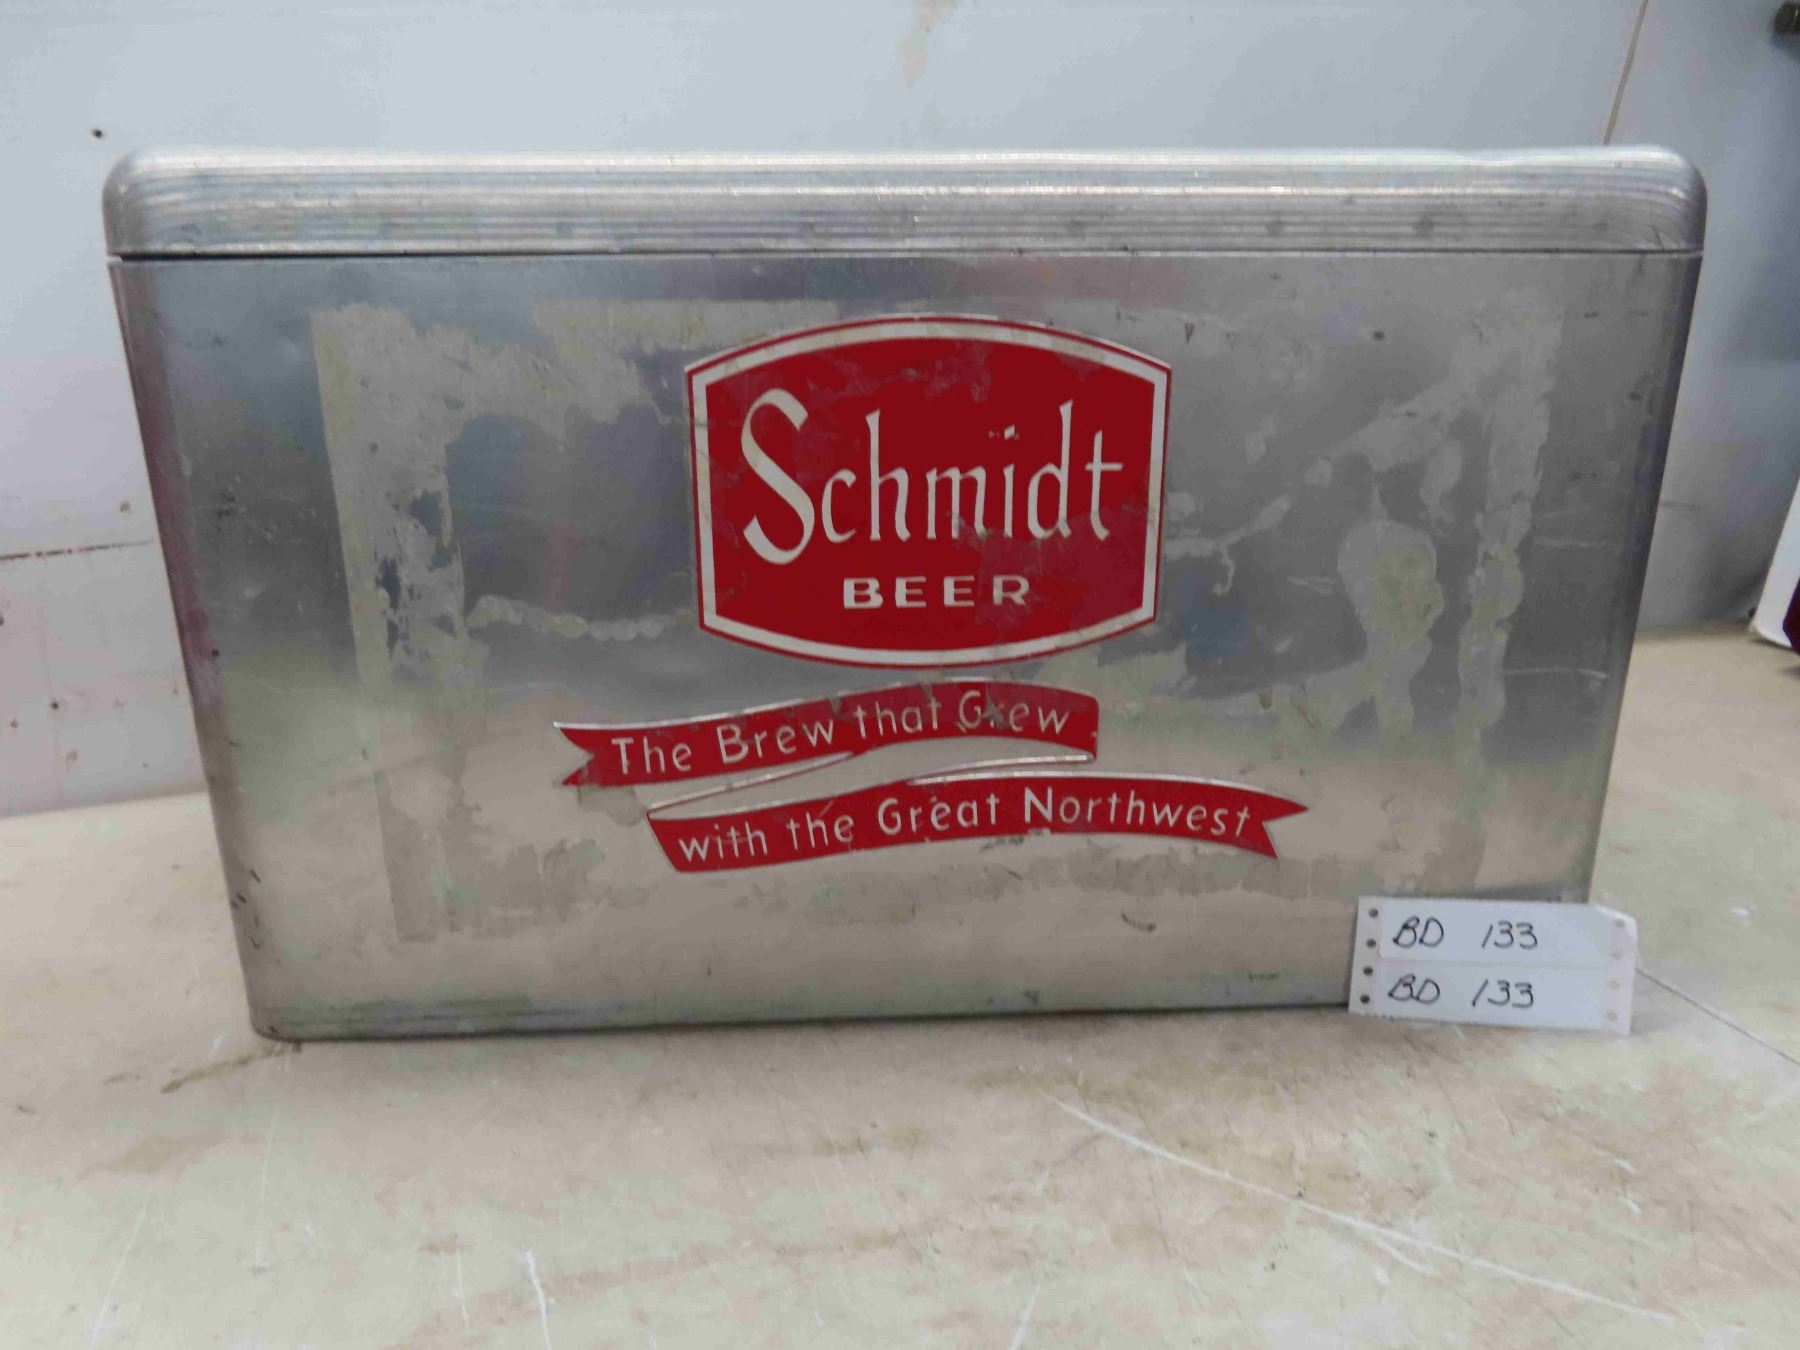 Schmidt
BEER
The Brew that Grew
with the Great Northwest
BD 133
BD 133